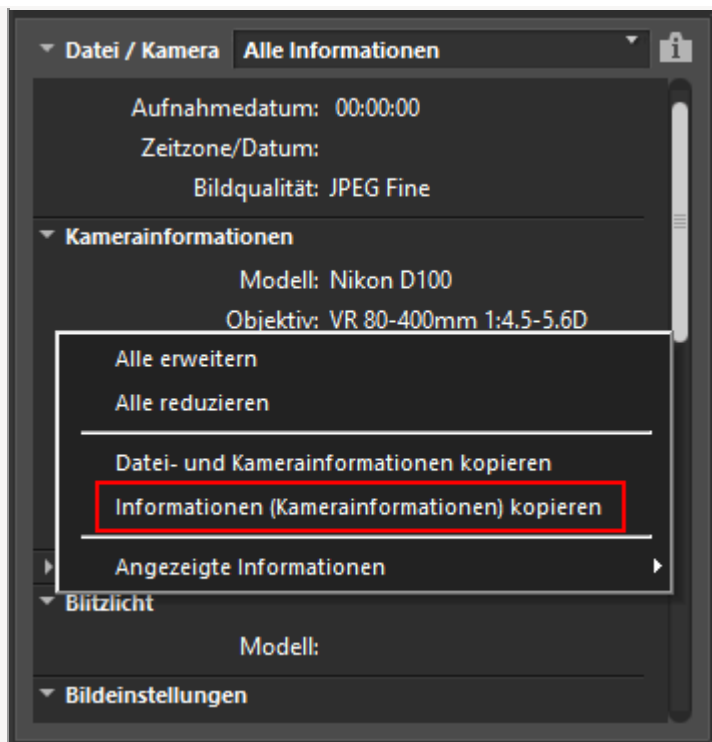 Datei / Kamera Alle Informationen
Aufnahmedatum: 00:00:00
Zeitzone/Datum:
Bildqualität: JPEG Fine
Kamerainformationen
Modell: Nikon D100
Objektiv: VR 80-400mm 1:4.5-5.6D
Alle erweitern
Alle reduzieren
Datei- und Kamerainformationen kopieren
Informationen (Kamerainformationen) kopieren
Angezeigte Informationen
Blitzlicht
Modell:
Bildeinstellungen